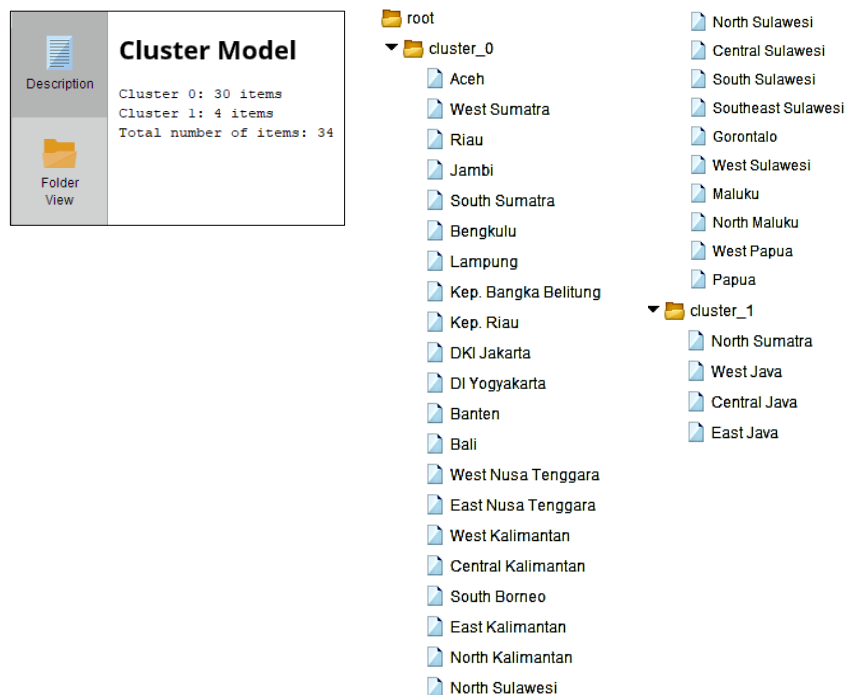 Description
Folder
View
Cluster Model
Cluster 0: 30 items
Cluster 1: 4 items
Total number of items: 34
root
cluster_0
Aceh
West Sumatra
Riau
Jambi
South Sumatra
Bengkulu
Lampung
Kep. Bangka Belitung
Kep. Riau
DKI Jakarta
DI Yogyakarta
Banten
Bali
West Nusa Tenggara
East Nusa Tenggara
West Kalimantan
Central Kalimantan
South Borneo
East Kalimantan
North Kalimantan
North Sulawesi
North Sulawesi
Central Sulawesi
South Sulawesi
Southeast Sulawesi
Gorontalo
West Sulawesi
Maluku
North Maluku
West Papua
Papua
cluster_1
North Sumatra
West Java
Central Java
East Java